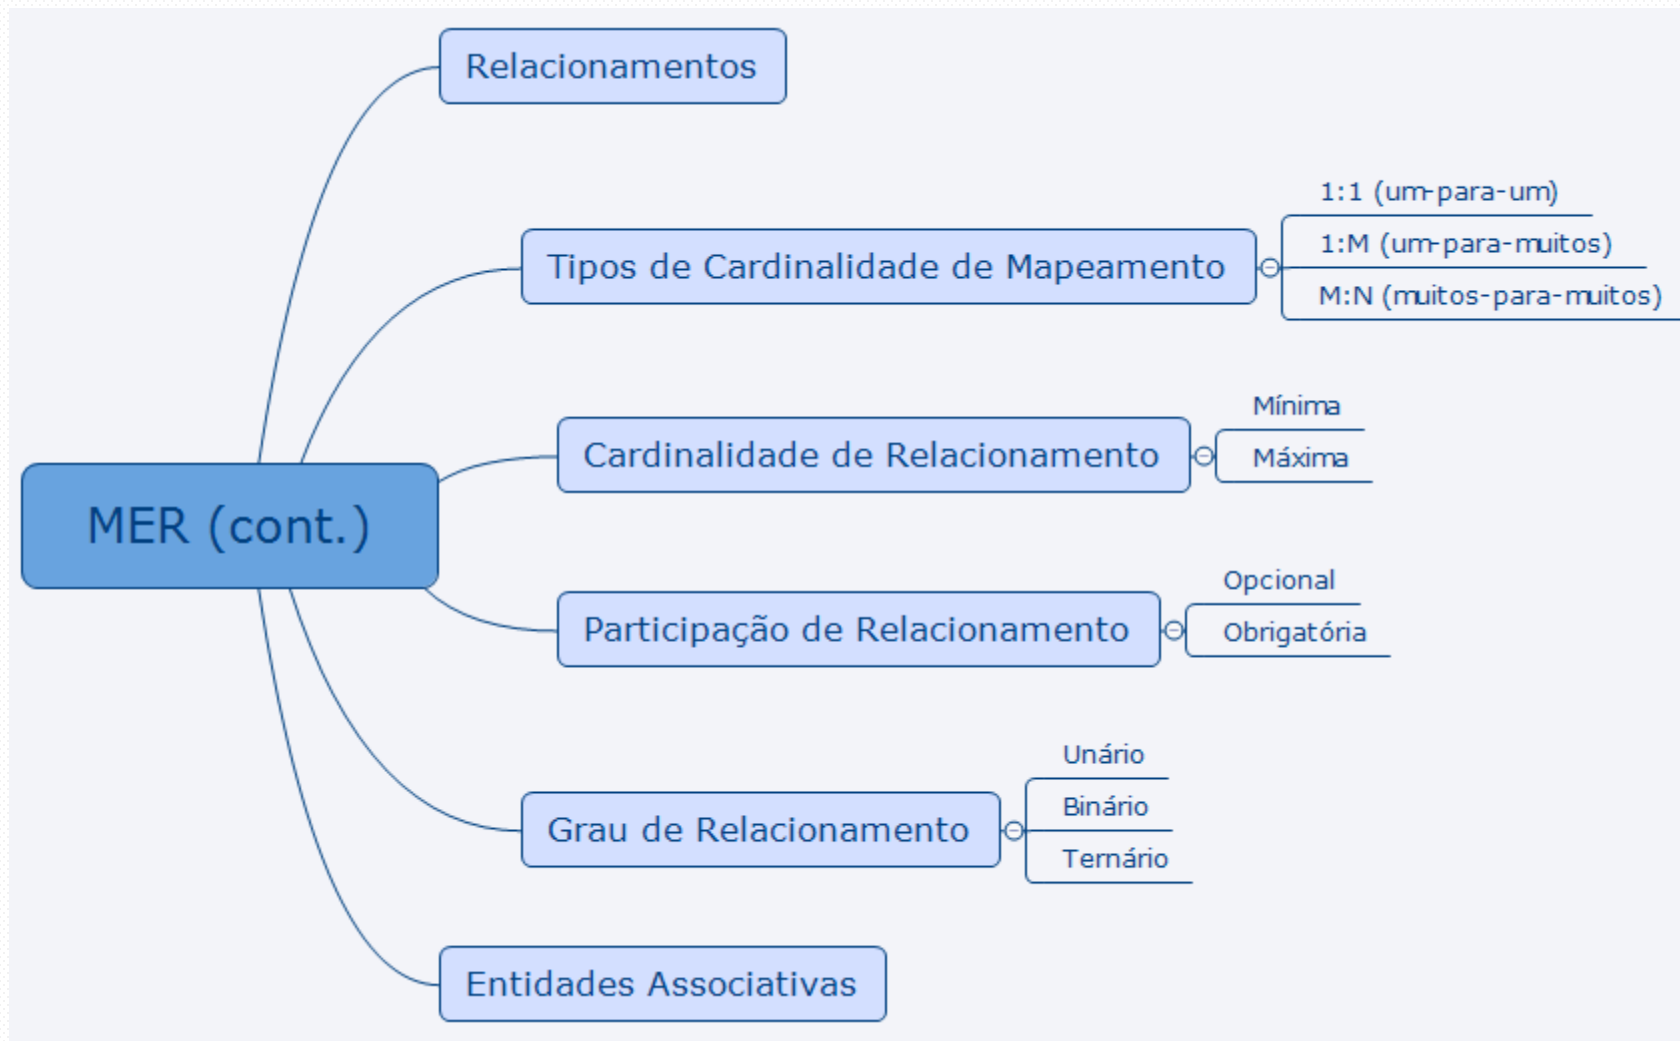 Relacionamentos
1:1 (um-para-um)
1:M (um-para-muitos)
M:N (muitos-para-muitos)
Tipos de Cardinalidade de Mapeamento
Mínima
Máxima
Cardinalidade de Relacionamento
MER (cont.)
Opcional
Obrigatória
Participação de Relacionamento
Unário
Binário
Ternário
Grau de Relacionamento
Entidades Associativas